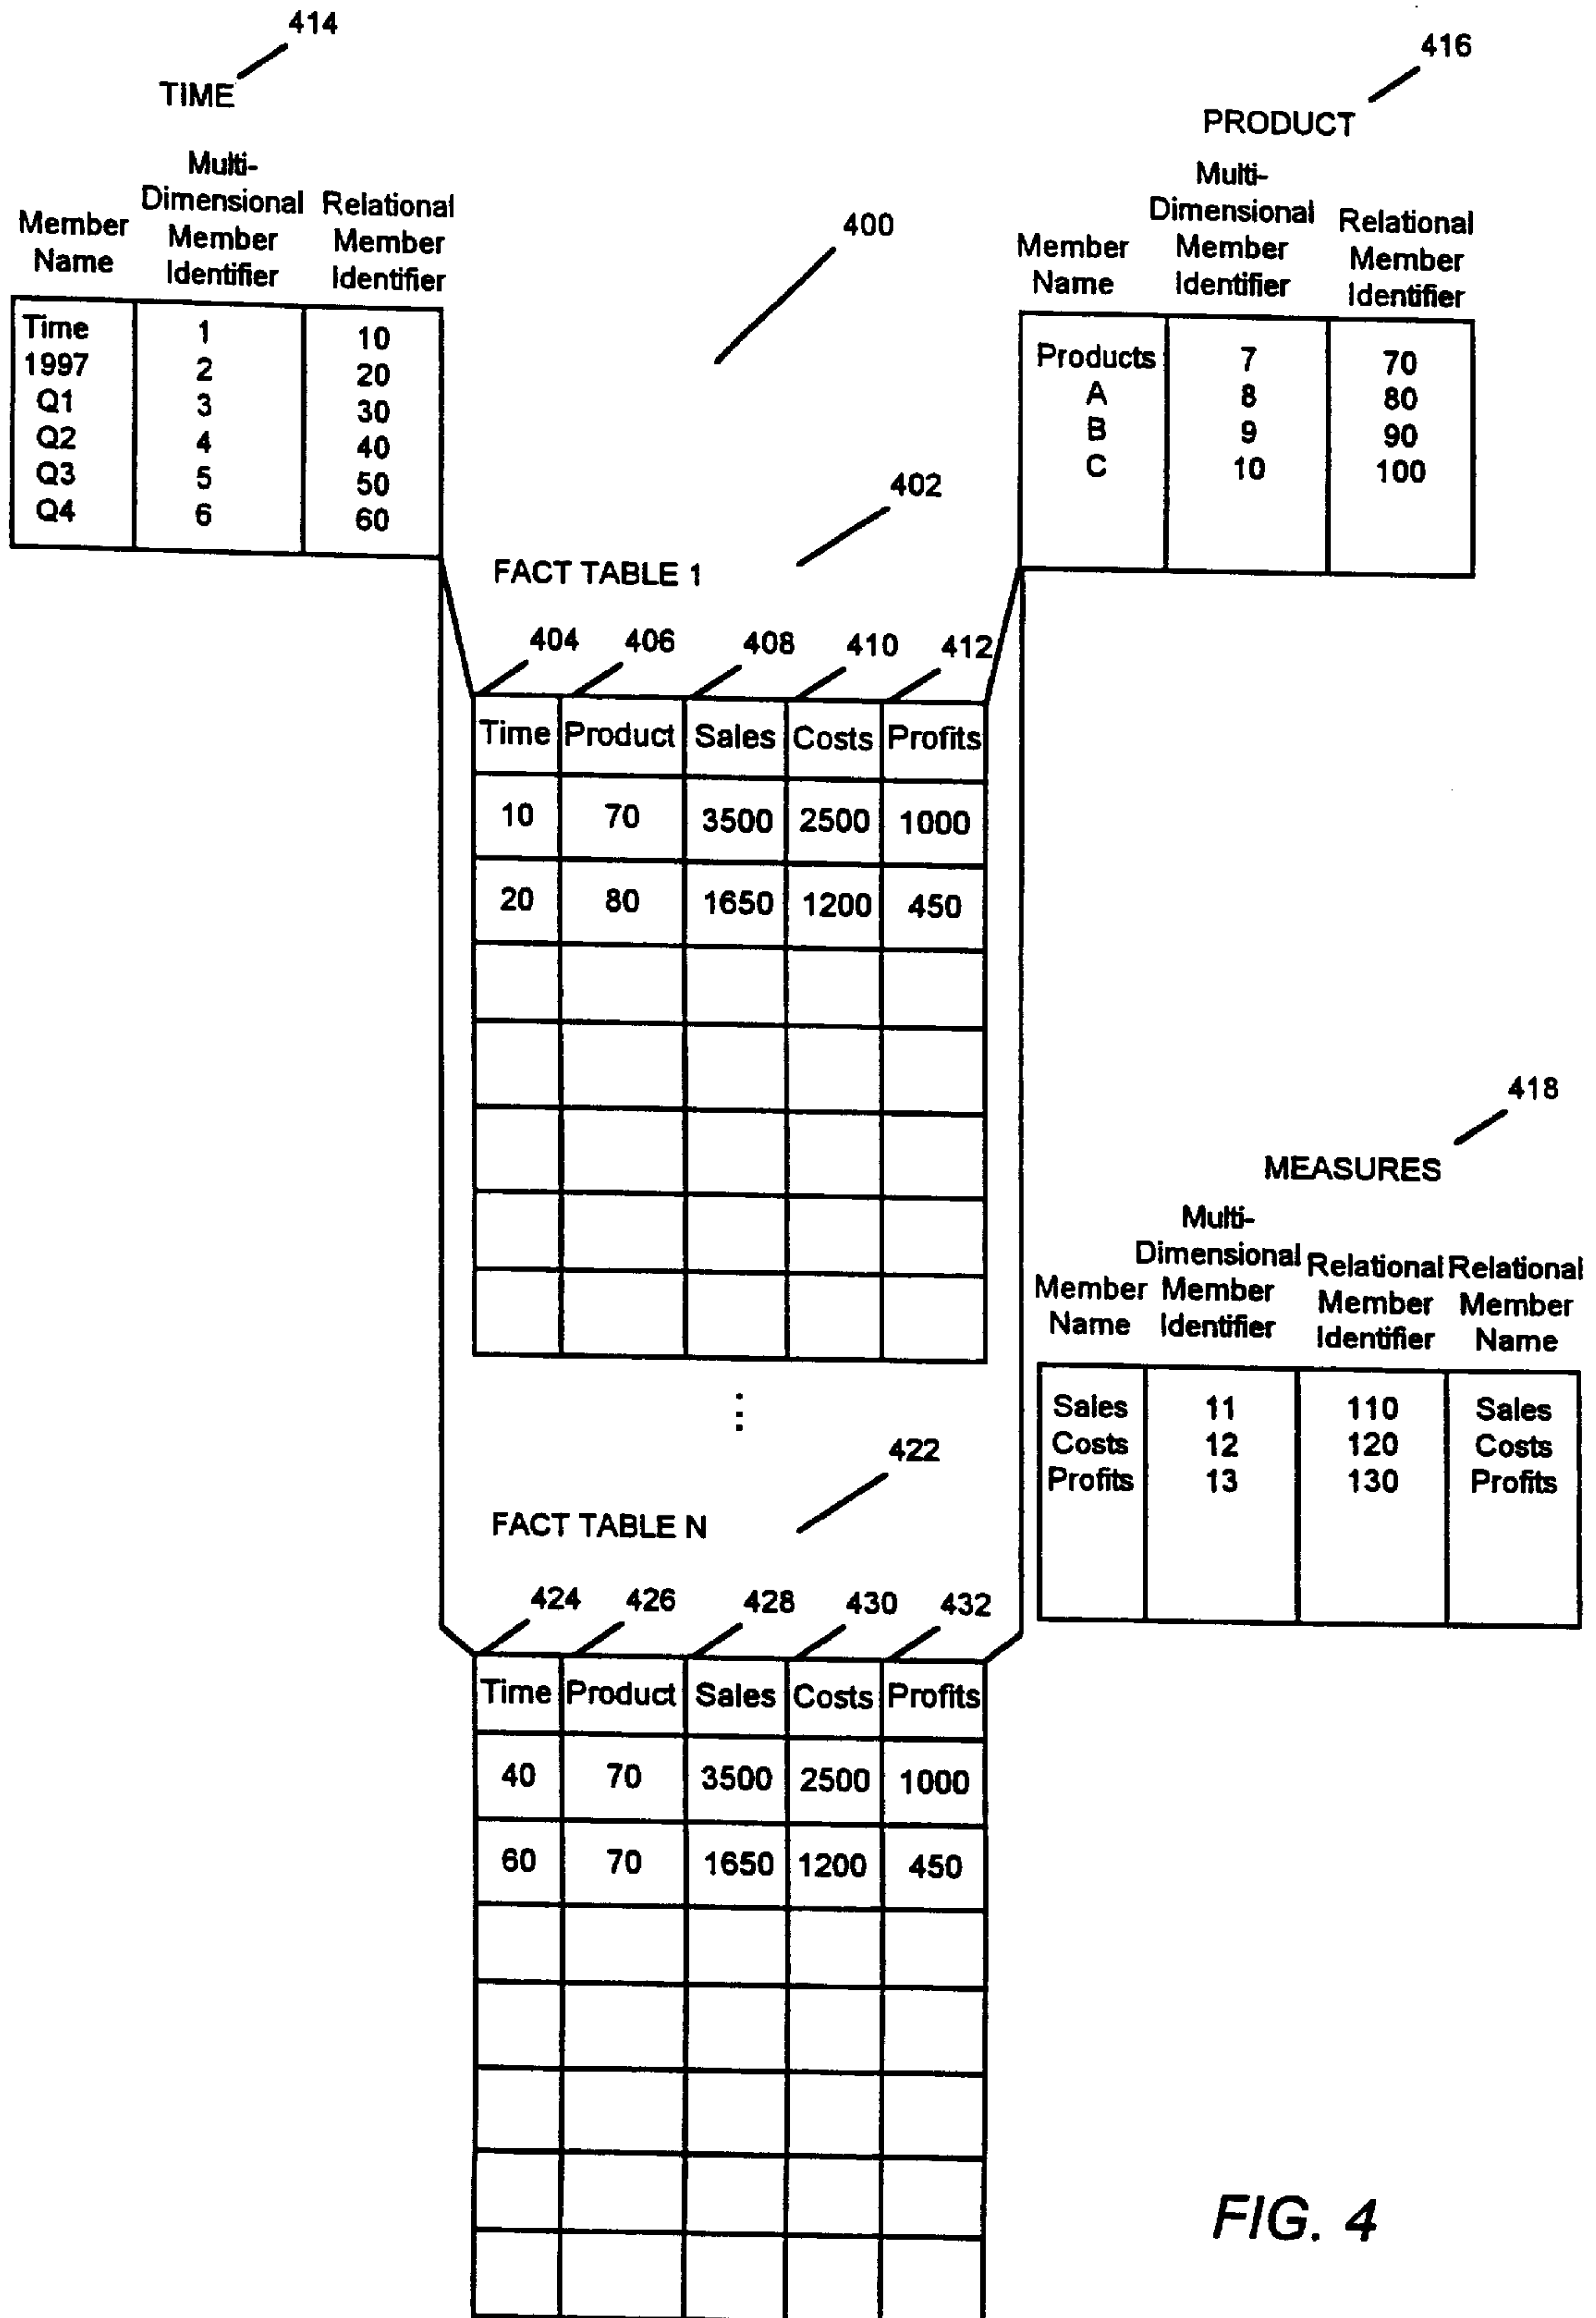 414
TIME
Multi-
Dimensional Relational
Member Member Member
Name Identifier Identifier
Time 1 10
1997 2 20
Q1 3 30
Q2 4 40
Q3 5 50
Q4 6 60
416
PRODUCT
Multi-
Dimensional Relational
Member Member Member
Name Identifier Identifier
Products 7 70
A 8 80
B 9 90
C 10 100
400
402
FACT TABLE 1
404 406 408 410 412
Time Product Sales Costs Profits
10 70 3500 2500 1000
20 80 1650 1200 450
⋮
418
MEASURES
Multi-
Dimensional Relational Relational
Member Member Member Member
Name Identifier Identifier Name
Sales 11 110 Sales
Costs 12 120 Costs
Profits 13 130 Profits
422
FACT TABLE N
424 426 428 430 432
Time Product Sales Costs Profits
40 70 3500 2500 1000
60 70 1650 1200 450
FIG. 4